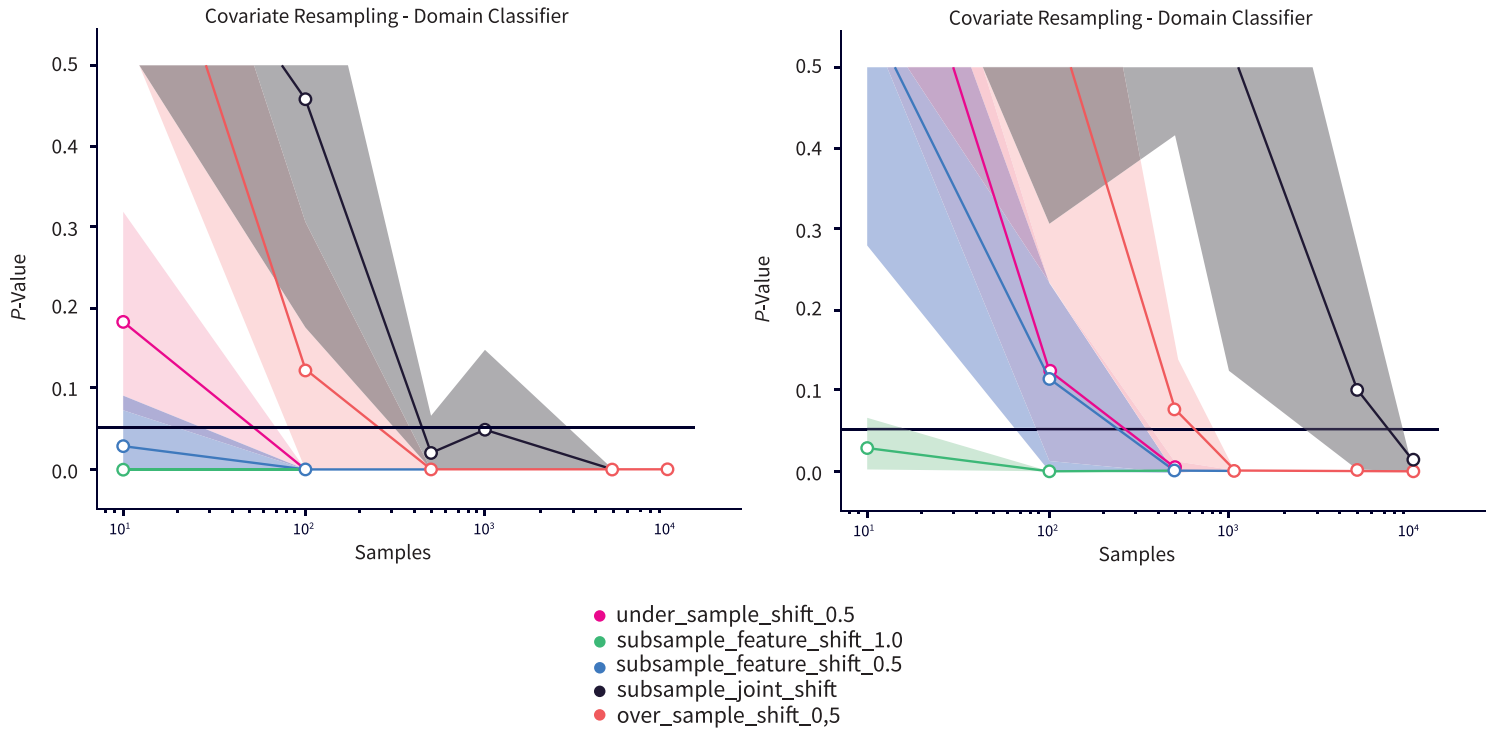 Covariate Resampling - Domain Classifier
0.5
0.4
0.3
0.2
0.1
0.0
P-Value
10¹
10²
10³
10⁴
Samples
Covariate Resampling - Domain Classifier
0.5
0.4
0.3
0.2
0.1
0.0
P-Value
10¹
10²
10³
10⁴
Samples
under_sample_shift_0.5
subsample_feature_shift_1.0
subsample_feature_shift_0.5
subsample_joint_shift
over_sample_shift_0,5